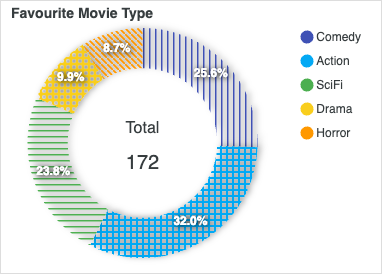 Favourite Movie Type
Comedy
Action
SciFi
Drama
Horror
25.6%
32.0%
23.8%
9.9%
8.7%
Total
172